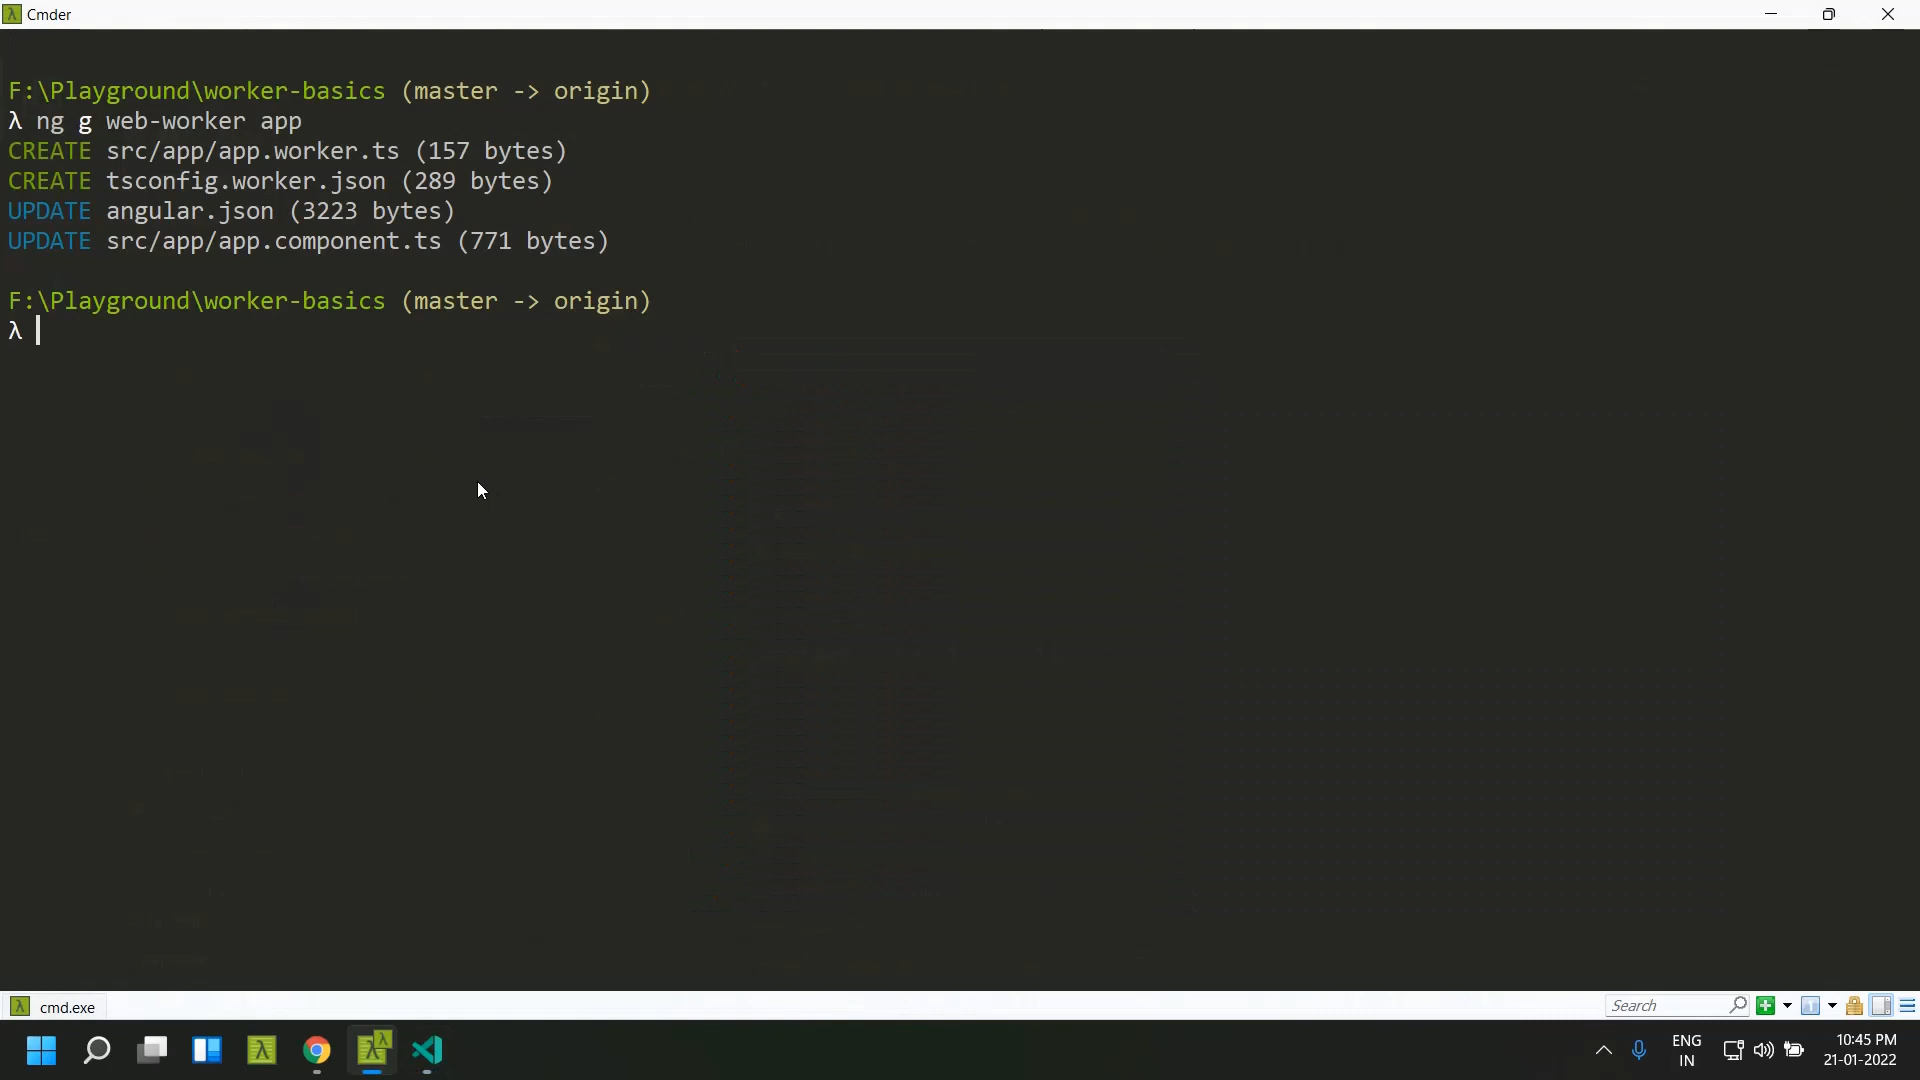 Cmder
F:\Playground\worker-basics (master -> origin)
λ ng g web-worker app
CREATE src/app/app.worker.ts (157 bytes)
CREATE tsconfig.worker.json (289 bytes)
UPDATE angular.json (3223 bytes)
UPDATE src/app/app.component.ts (771 bytes)
F:\Playground\worker-basics (master -> origin)
λ
cmd.exe
Search
ENG
IN
10:45 PM
21-01-2022